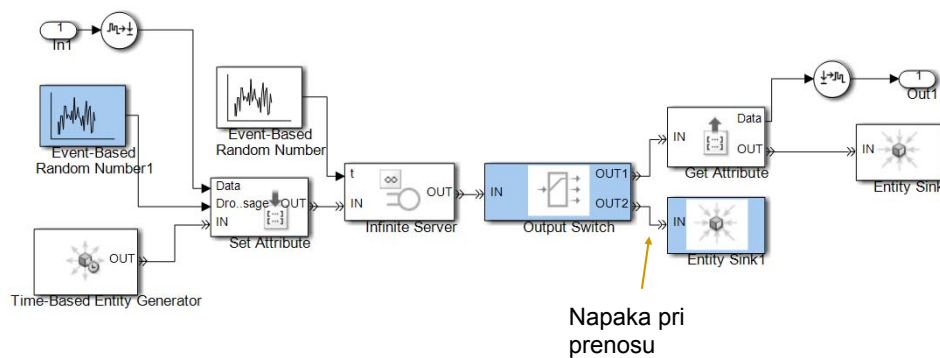 1
In1
Event-Based
Random Number1
Event-Based
Random Number
Data
Dro..sage
IN
OUT
Set Attribute
OUT
Time-Based Entity Generator
t
IN
OUT
Infinite Server
IN
OUT1
OUT2
Output Switch
IN
Data
OUT
Get Attribute
1
Out1
IN
Entity Sink
IN
Entity Sink1
Napaka pri
prenosu